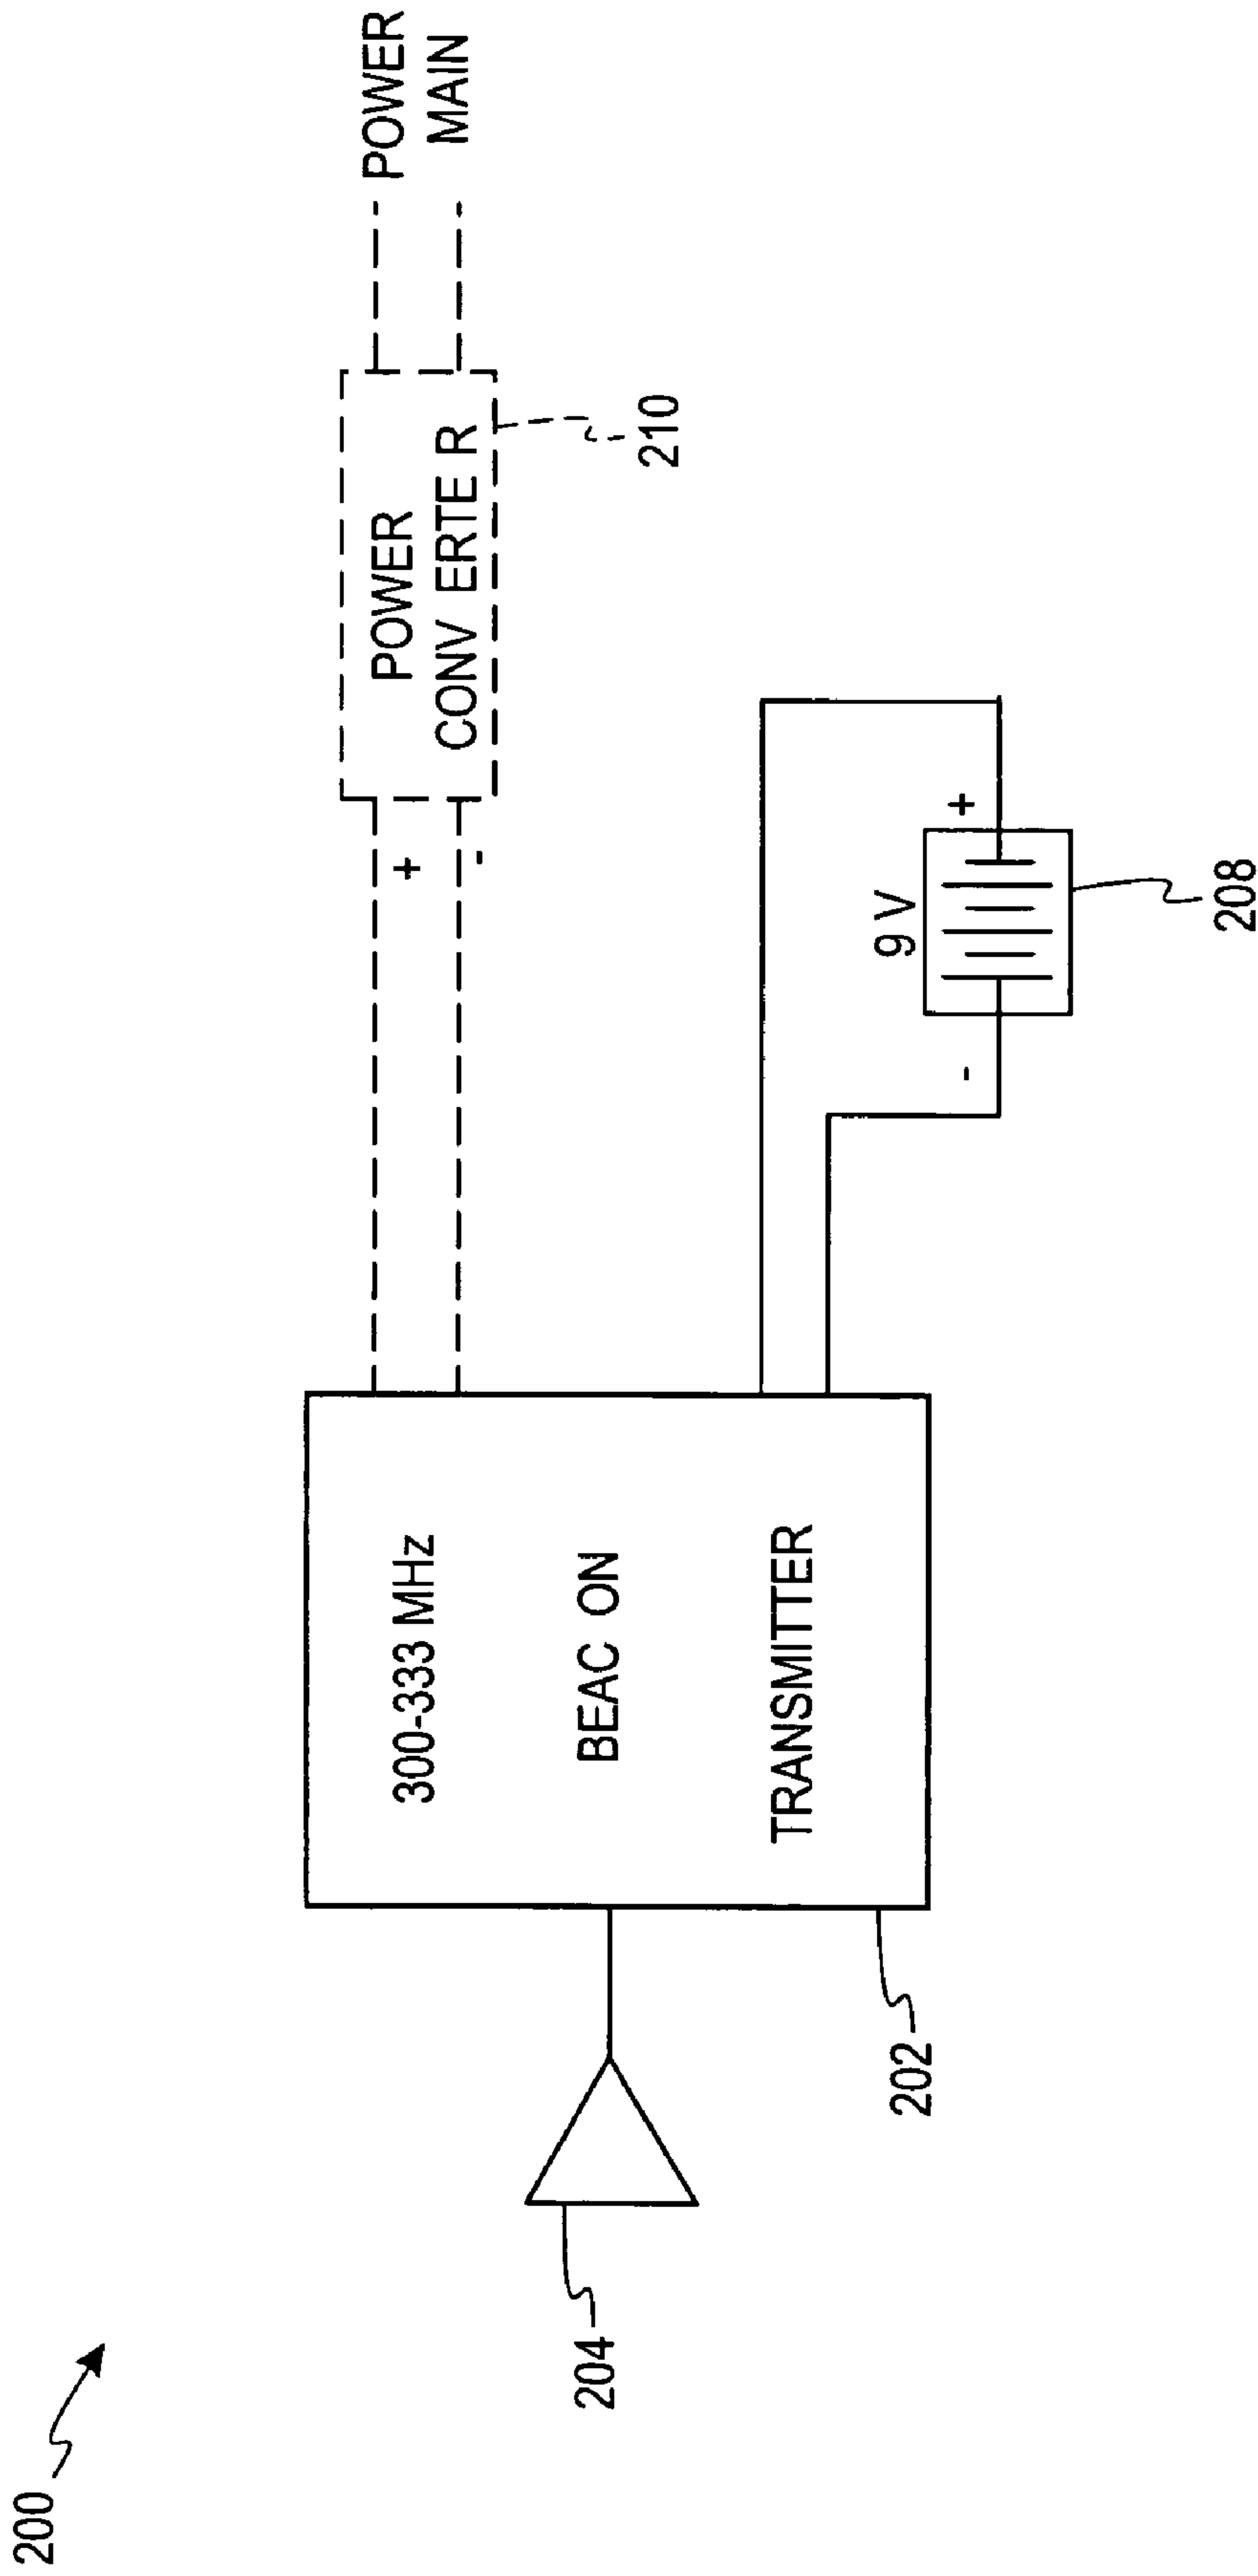 200
204
202
300-333 MHz
BEAC ON
TRANSMITTER
+
-
POWER
CONV ERTE R
210
POWER
MAIN
9 V
-
+
208